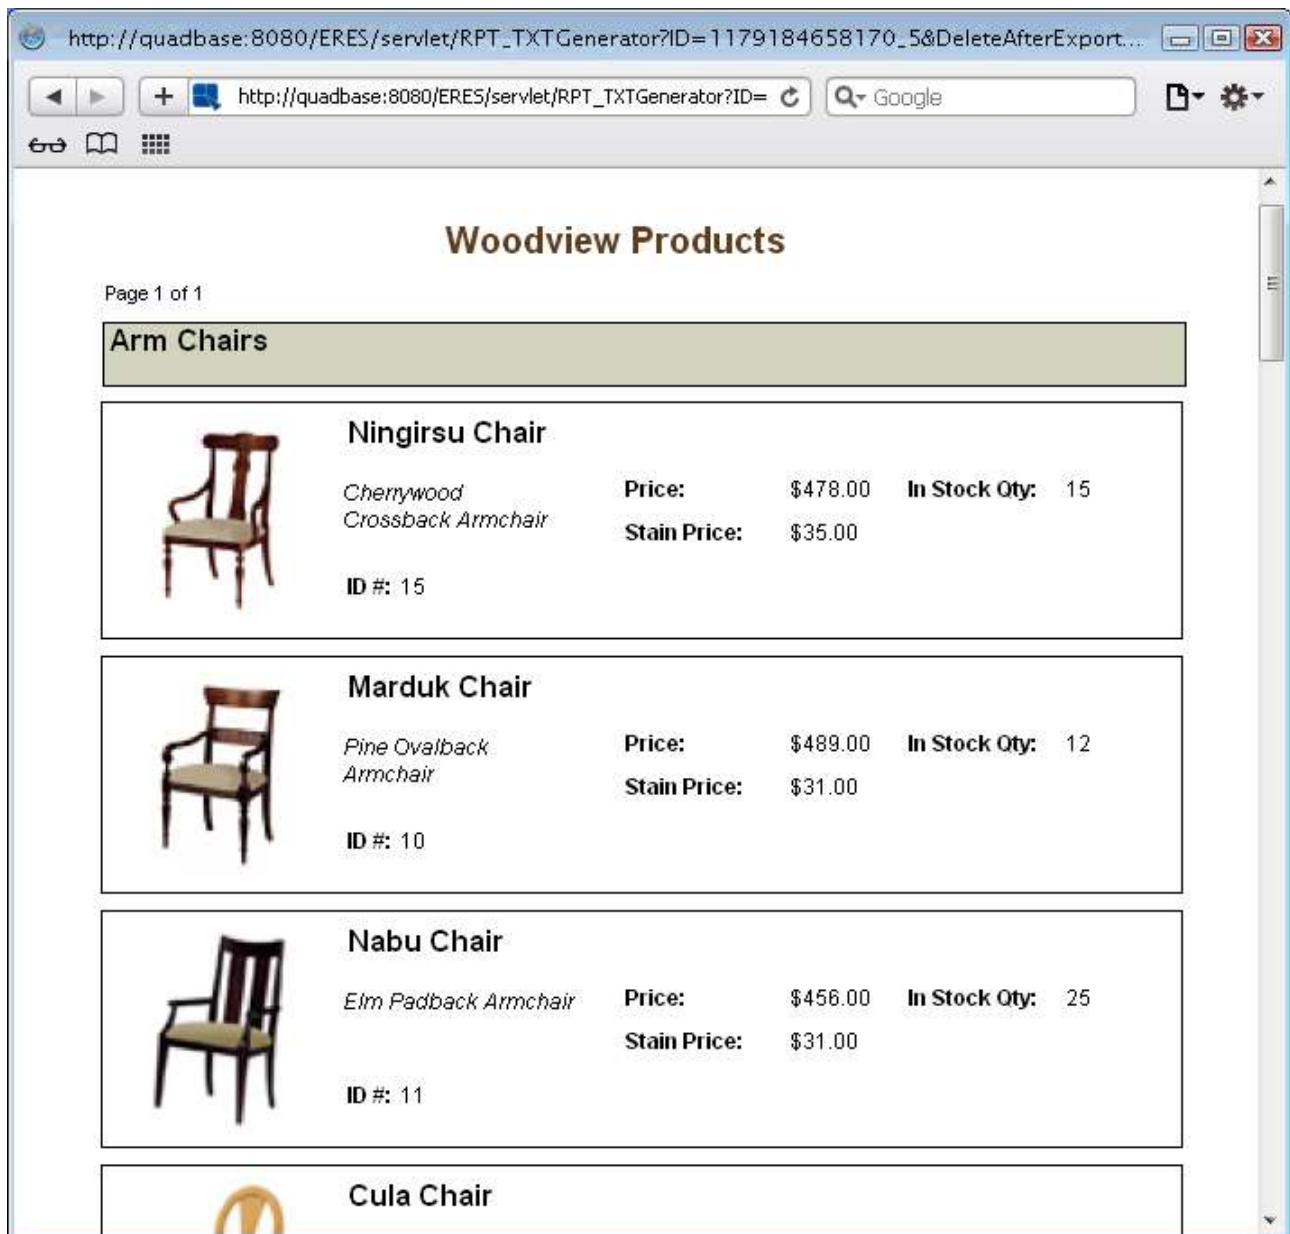 http://quadbase:8080/ERES/servlet/RPT_TXTGenerator?ID=1179184658170_5&DeleteAfterExport...
http://quadbase:8080/ERES/servlet/RPT_TXTGenerator?ID= Google
Woodview Products
Page 1 of 1
Arm Chairs
Ningirsu Chair
Cherrywood Price: $478.00 In Stock Qty: 15
Crossback Armchair Stain Price: $35.00
ID #: 15
Marduk Chair
Pine Ovalback Price: $489.00 In Stock Qty: 12
Armchair Stain Price: $31.00
ID #: 10
Nabu Chair
Elm Padback Armchair Price: $456.00 In Stock Qty: 25
Stain Price: $31.00
ID #: 11
Cula Chair